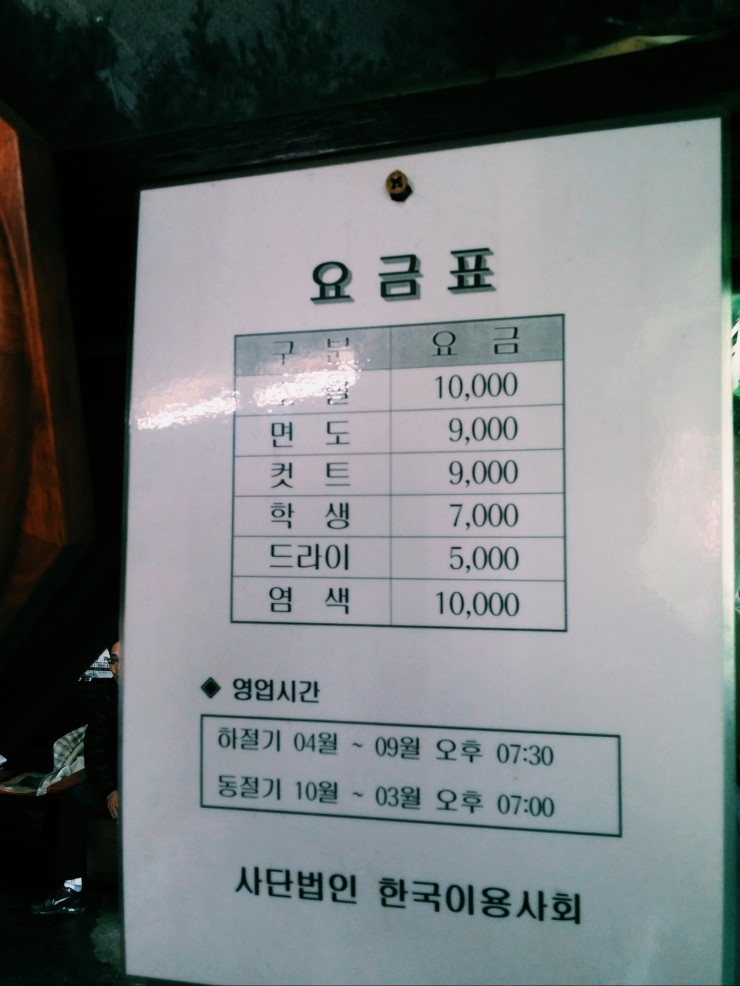 요금표
구 분 요 금
10,000
면 도 9,000
컷 트 9,000
학 생 7,000
드라이 5,000
염 색 10,000
◆ 영업시간
하절기 04월 ~ 09월 오후 07:30
동절기 10월 ~ 03월 오후 07:00
사단법인 한국이용사회